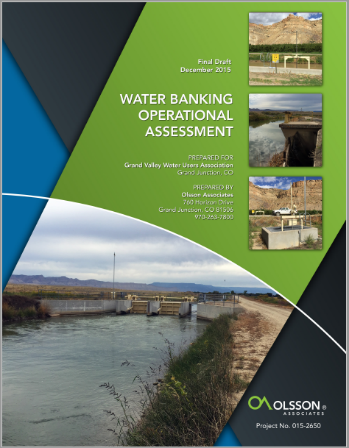 Final Draft
December 2015
WATER BANKING
OPERATIONAL
ASSESSMENT
PREPARED FOR
Grand Valley Water Users Association
Grand Junction, CO
PREPARED BY
Olsson Associates
760 Horizon Drive
Grand Junction, CO 81506
970-263-7800
OA OLSSON ®
ASSOCIATES
Project No. 015-2650